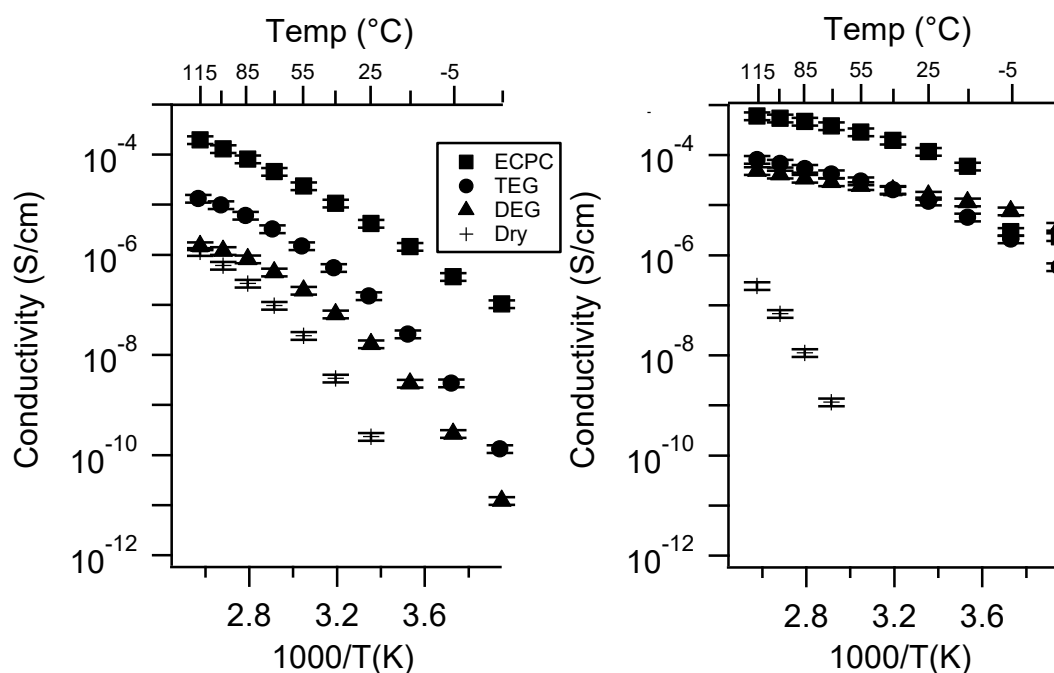 Temp (°C)
115 85 55 25 -5
Conductivity (S/cm)
10-4
10-6
10-8
10-10
10-12
ECPC
TEG
DEG
Dry
2.8 3.2 3.6
1000/T(K)
Temp (°C)
115 85 55 25 -5
Conductivity (S/cm)
10-4
10-6
10-8
10-10
10-12
2.8 3.2 3.6
1000/T(K)